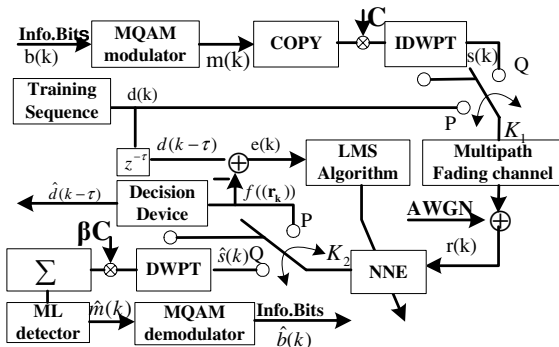 Info.Bits
b(k)
MQAM
modulator
m(k)
COPY
C
IDWPT
s(k)
Q
Training
Sequence
d(k)
P
K₁
z^{-τ}
d(k−τ)
e(k)
LMS
Algorithm
Multipath
Fading channel
d̂(k−τ)
Decision
Device
f((r_k))
P
AWGN
r(k)
βC
∑
DWPT
ŝ(k)
Q
K₂
NNE
ML
detector
m̂(k)
MQAM
demodulator
Info.Bits
b̂(k)